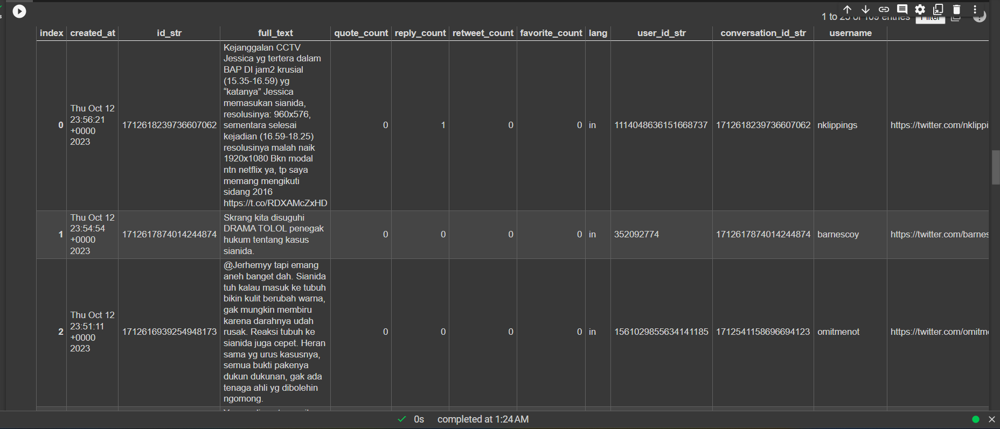 1 to 25 of 109 entries Filter
index created_at id_str full_text quote_count reply_count retweet_count favorite_count lang user_id_str conversation_id_str username
0
Thu Oct 12
23:56:21
+0000
2023
1712618239736607062
Kejanggalan CCTV
Jessica yg tertera dalam
BAP DI jam2 krusial
(15.35-16.59) yg
“katanya” Jessica
memasukan sianida,
resolusinya: 960x576,
sementara selesai
kejadian (16.59-18.25)
resolusinya malah naik
1920x1080 Bkn modal
ntn netflix ya, tp saya
memang mengikuti
sidang 2016
https://t.co/RDXAMcZxHD
0 1 0 0 in 1114048636151668737 1712618239736607062 nklippings https://twitter.com/nklippi
1
Thu Oct 12
23:54:54
+0000
2023
1712617874014244874
Skrang kita disuguhi
DRAMA TOLOL penegak
hukum tentang kasus
sianida.
0 0 0 0 in 352092774 1712617874014244874 barnescoy https://twitter.com/barnes
2
Thu Oct 12
23:51:11
+0000
2023
1712616939254948173
@Jerhemyy tapi emang
aneh banget dah. Sianida
tuh kalau masuk ke tubuh
bikin kulit berubah warna,
gak mungkin membiru
karena darahnya udah
rusak. Reaksi tubuh ke
sianida juga cepet. Heran
sama yg urus kasusnya,
semua bukti pakenya
dukun dukunan, gak ada
tenaga ahli yg dibolehin
ngomong.
0 0 0 0 in 1561029855634141185 1712541158696694123 omitmenot https://twitter.com/omitm
0s completed at 1:24 AM